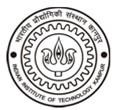 भारतीय प्रौद्योगिकी संस्थान कानपुर
INDIAN INSTITUTE OF TECHNOLOGY KANPUR